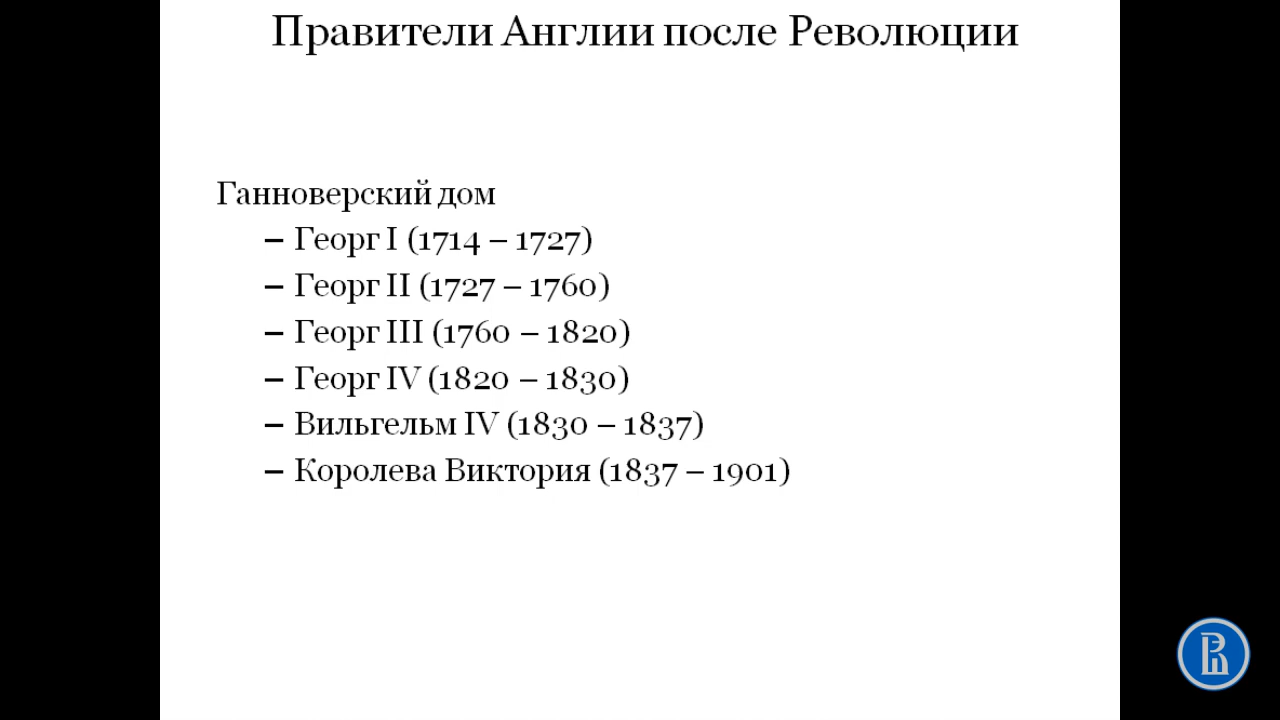 Правители Англии после Революции
Ганноверский дом
– Георг I (1714 – 1727)
– Георг II (1727 – 1760)
– Георг III (1760 – 1820)
– Георг IV (1820 – 1830)
– Вильгельм IV (1830 – 1837)
– Королева Виктория (1837 – 1901)